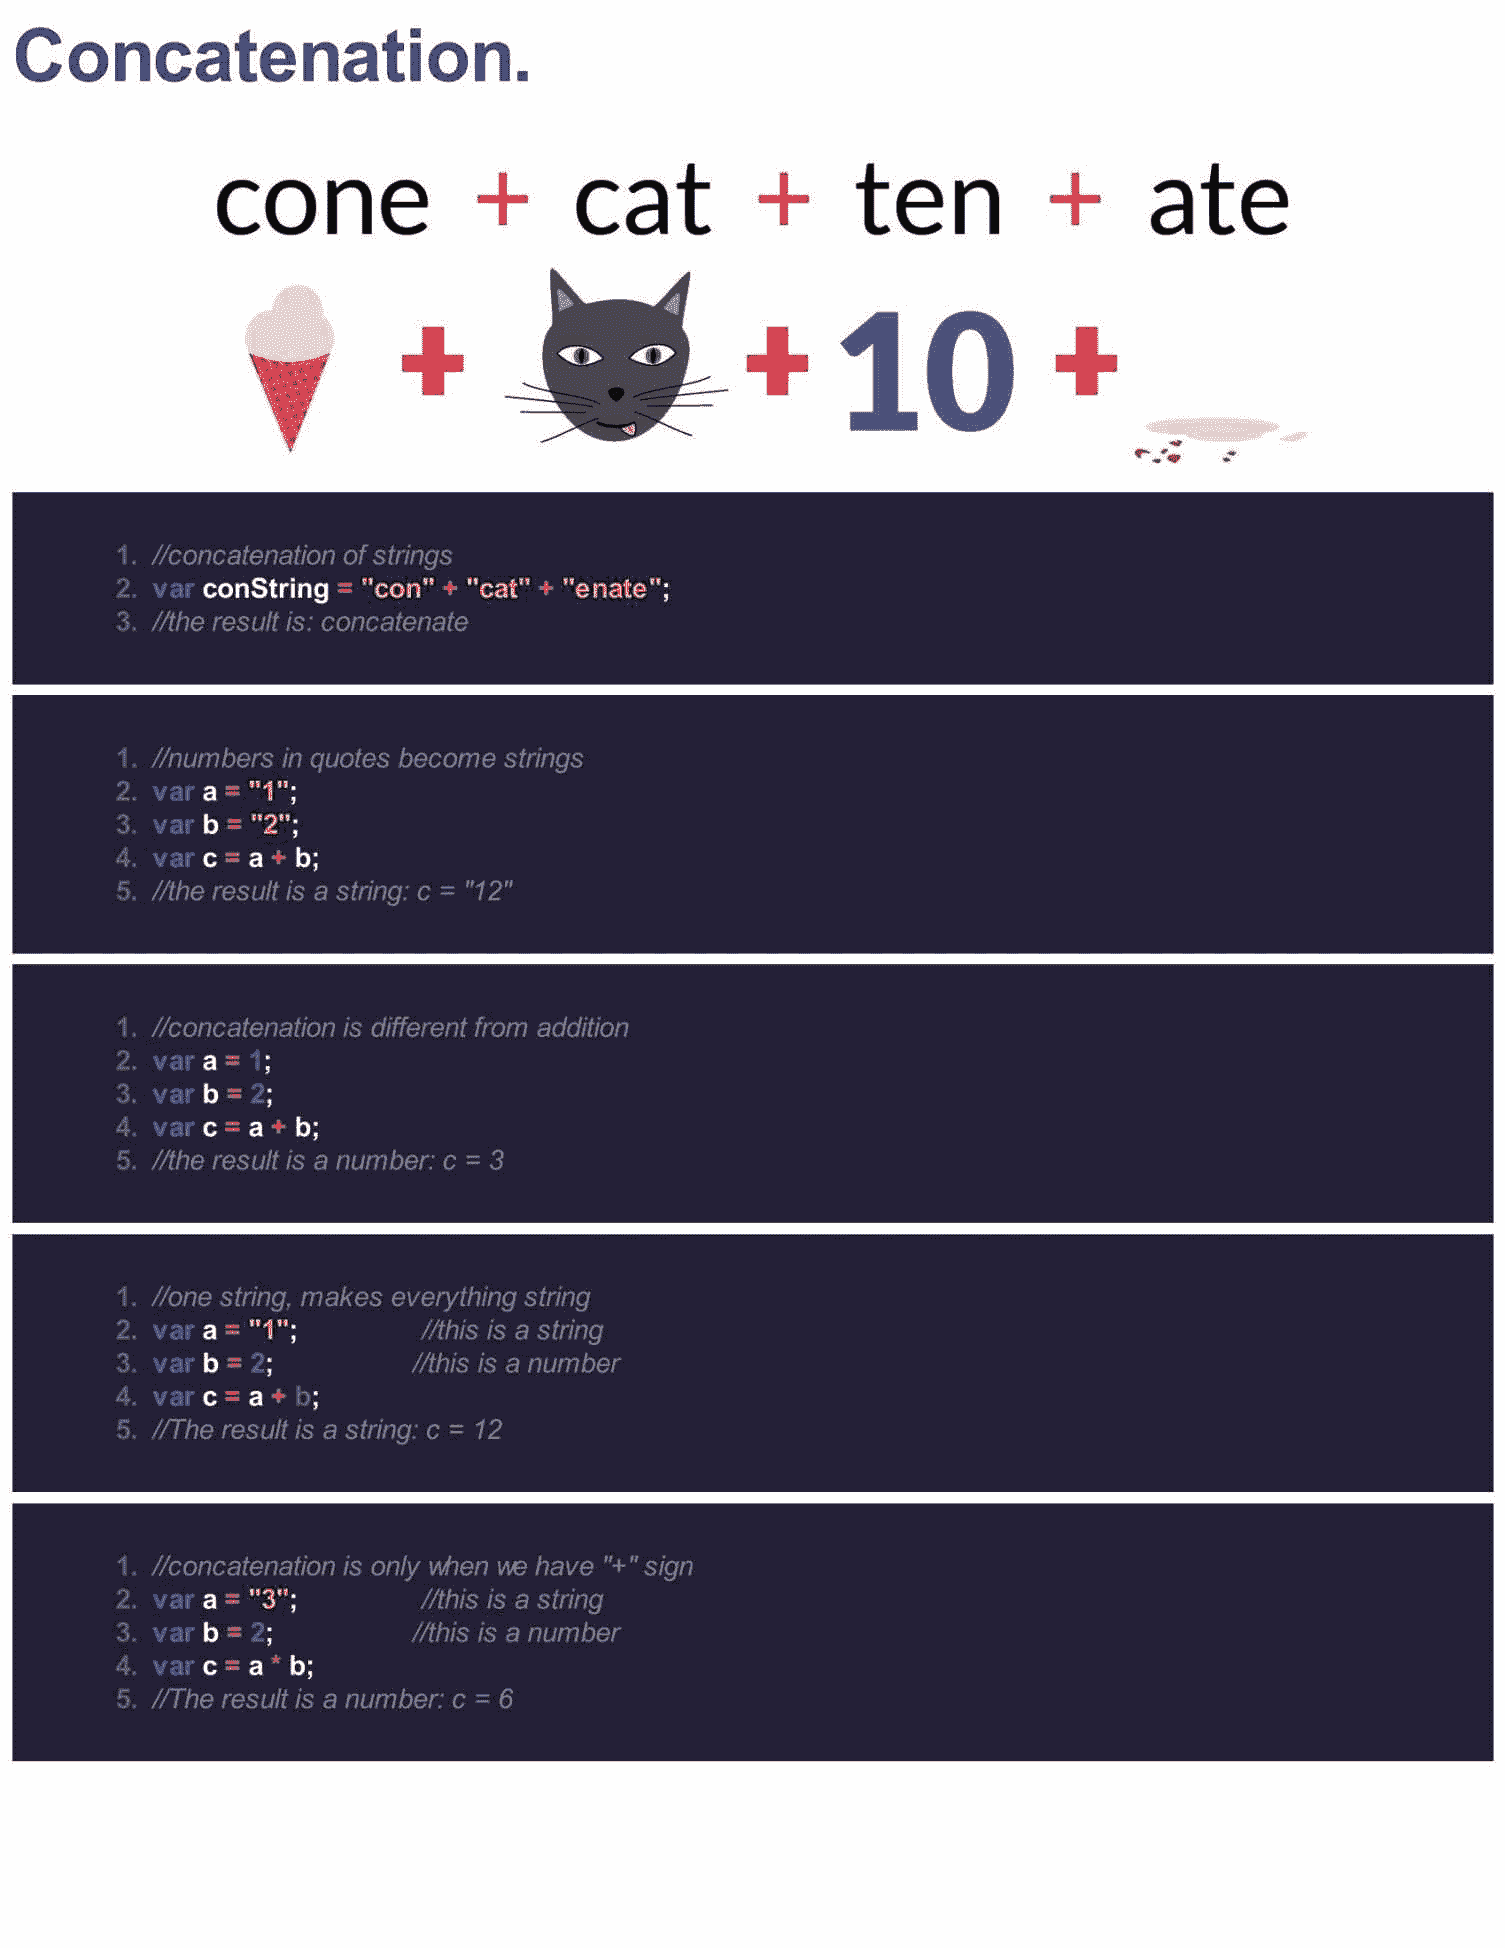 Concatenation.
cone + cat + ten + ate
+ + 10 +
1. //concatenation of strings
2. var conString = "con" + "cat" + "enate";
3. //the result is: concatenate
1. //numbers in quotes become strings
2. var a = "1";
3. var b = "2";
4. var c = a + b;
5. //the result is a string: c = "12"
1. //concatenation is different from addition
2. var a = 1;
3. var b = 2;
4. var c = a + b;
5. //the result is a number: c = 3
1. //one string, makes everything string
2. var a = "1"; //this is a string
3. var b = 2; //this is a number
4. var c = a + b;
5. //The result is a string: c = 12
1. //concatenation is only when we have "+" sign
2. var a = "3"; //this is a string
3. var b = 2; //this is a number
4. var c = a * b;
5. //The result is a number: c = 6